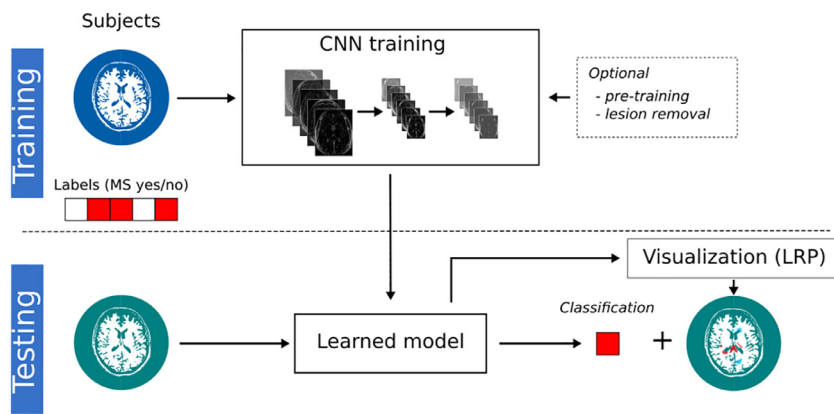 Subjects
CNN training
Training
Optional
- pre-training
- lesion removal
Labels (MS yes/no)
Visualization (LRP)
Testing
Learned model
Classification
+